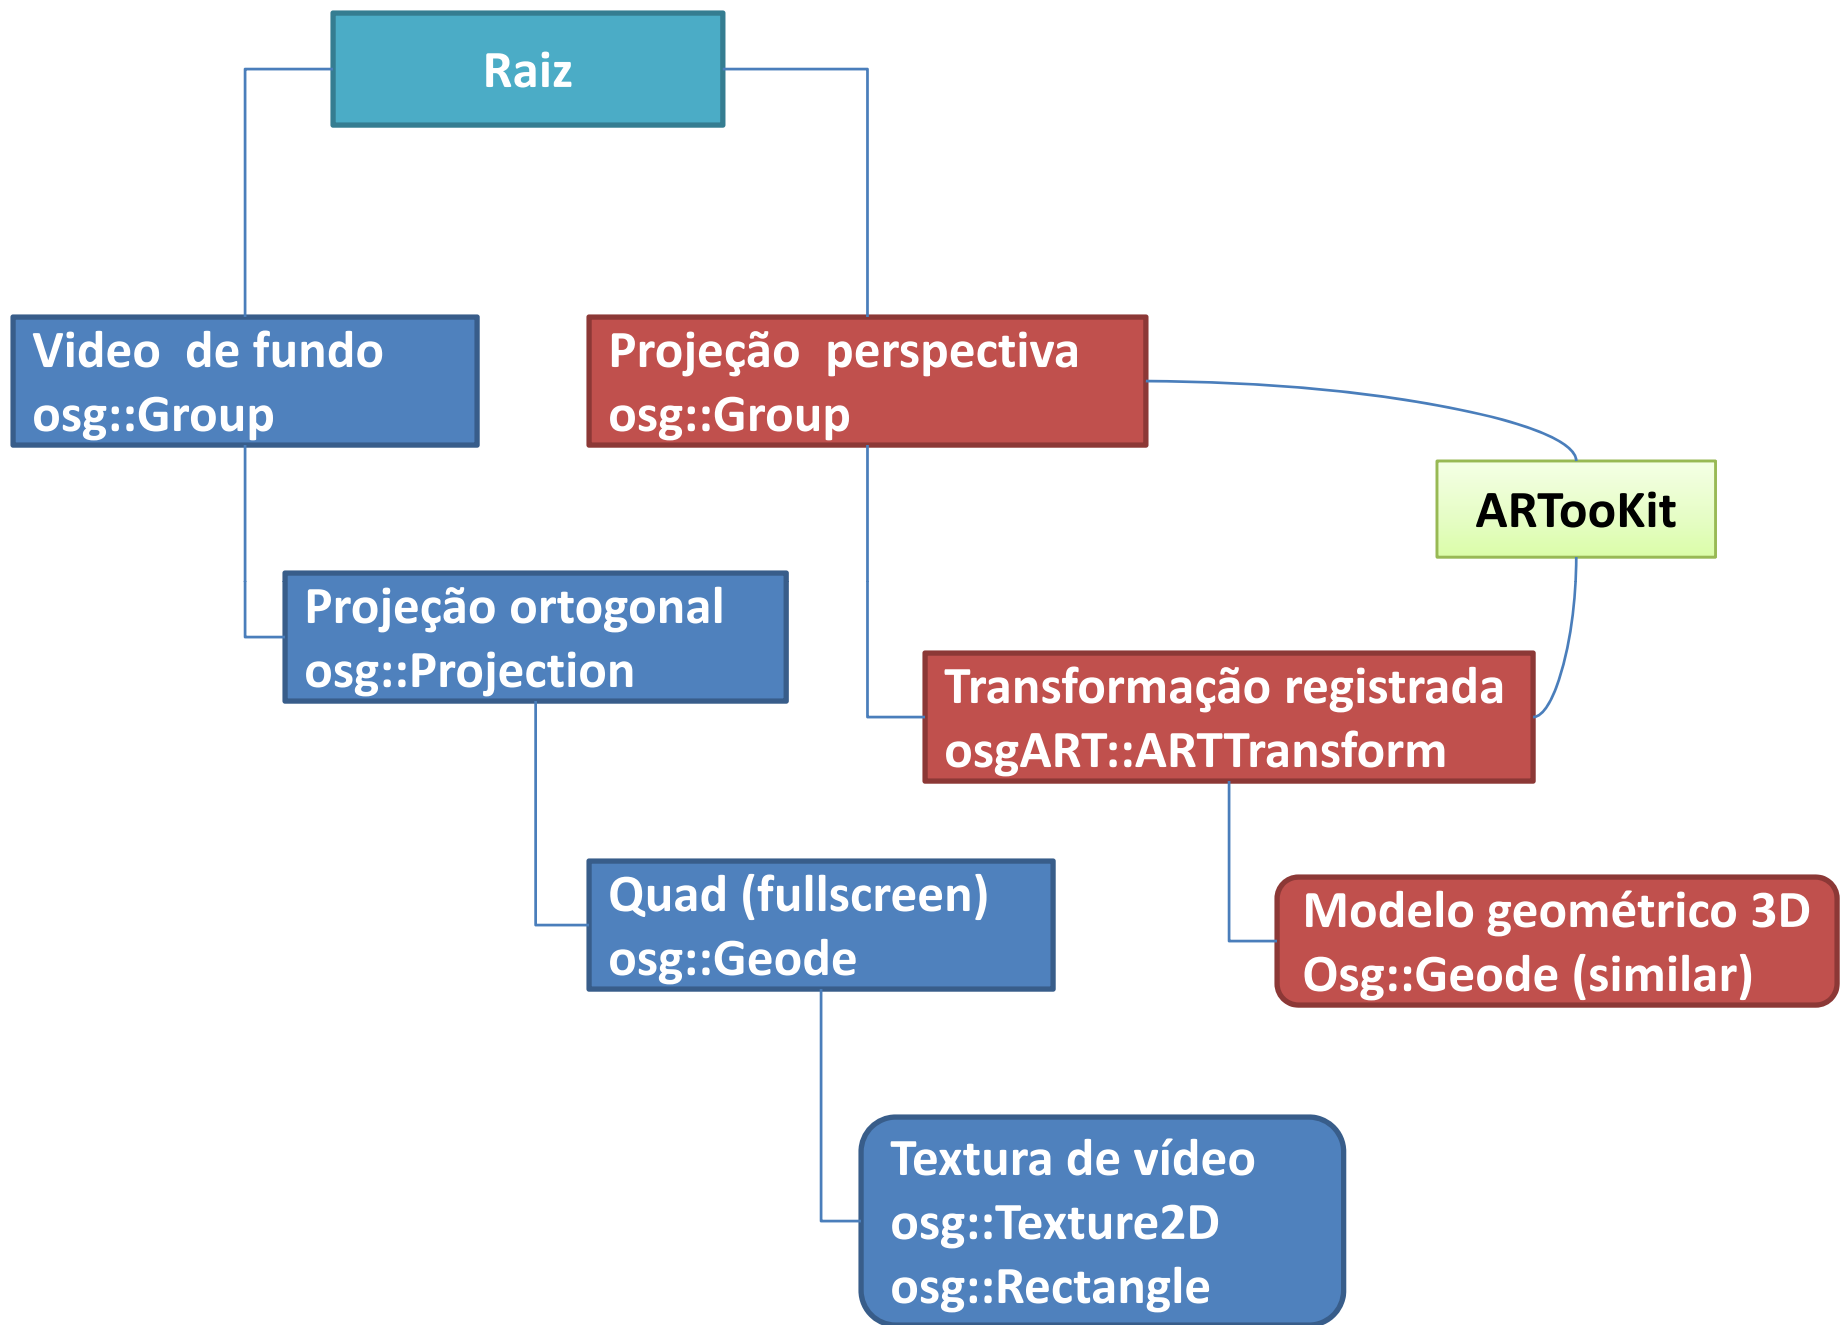 Raiz
Video  de fundo
osg::Group
Projeção  perspectiva
osg::Group
ARTooKit
Projeção ortogonal
osg::Projection
Transformação registrada
osgART::ARTTransform
Quad (fullscreen)
osg::Geode
Modelo geométrico 3D
Osg::Geode (similar)
Textura de vídeo
osg::Texture2D
osg::Rectangle